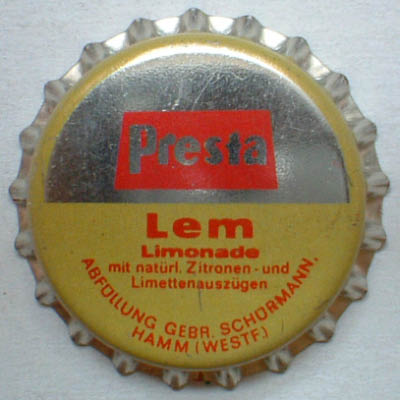 Presta
Lem
Limonade
mit natürl. Zitronen- und
Limettenauszügen
ABFÜLLUNG GEBR. SCHÜRMANN,
HAMM (WESTF.)